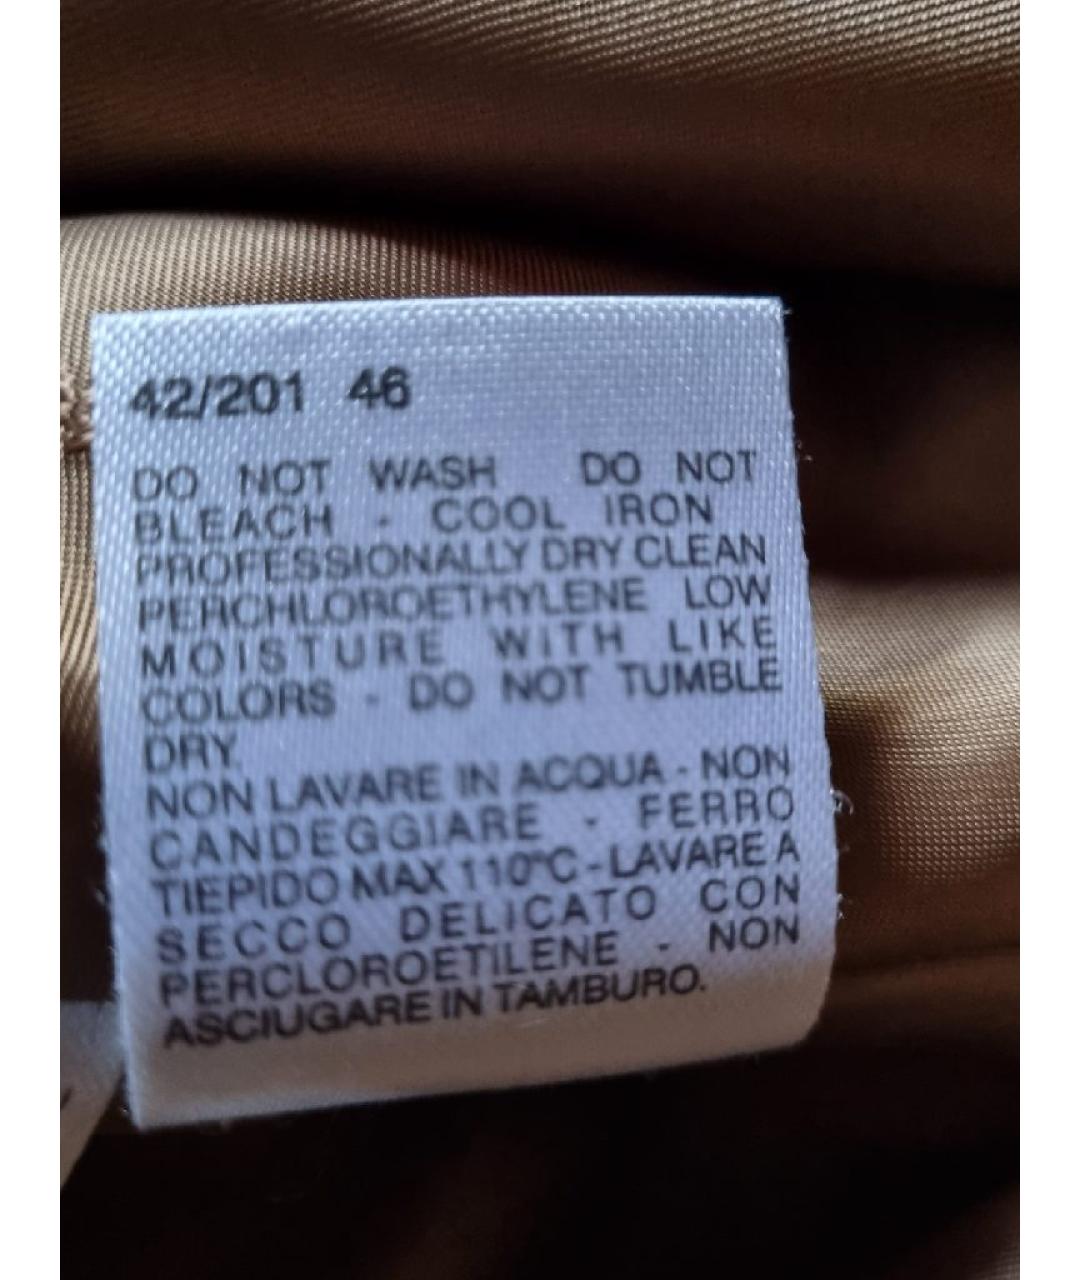 42/201 46
DO NOT WASH DO NOT
BLEACH - COOL IRON
PROFESSIONALLY DRY CLEAN
PERCHLOROETHYLENE LOW
MOISTURE WITH LIKE
COLORS - DO NOT TUMBLE
DRY.
NON LAVARE IN ACQUA - NON
CANDEGGIARE - FERRO
TIEPIDO MAX 110°C - LAVARE A
SECCO DELICATO CON
PERCLOROETILENE - NON
ASCIUGARE IN TAMBURO.